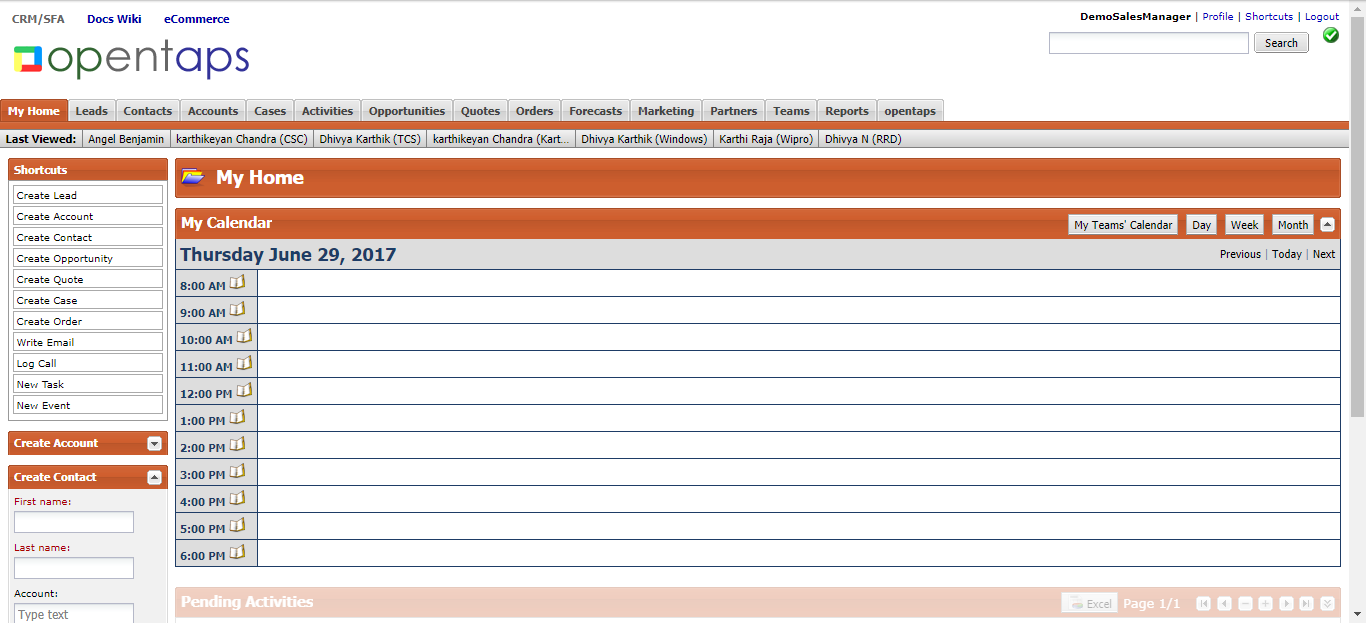 CRM/SFA Docs Wiki eCommerce
DemoSalesManager | Profile | Shortcuts | Logout
opentaps
Search
My Home Leads Contacts Accounts Cases Activities Opportunities Quotes Orders Forecasts Marketing Partners Teams Reports opentaps
Last Viewed: Angel Benjamin karthikeyan Chandra (CSC) Dhivya Karthik (TCS) karthikeyan Chandra (Kart... Dhivya Karthik (Windows) Karthi Raja (Wipro) Dhivya N (RRD)
Shortcuts
Create Lead
Create Account
Create Contact
Create Opportunity
Create Quote
Create Case
Create Order
Write Email
Log Call
New Task
New Event
Create Account
Create Contact
First name:
Last name:
Account:
Type text
My Home
My Calendar My Teams' Calendar Day Week Month
Thursday June 29, 2017 Previous | Today | Next
8:00 AM
9:00 AM
10:00 AM
11:00 AM
12:00 PM
1:00 PM
2:00 PM
3:00 PM
4:00 PM
5:00 PM
6:00 PM
Pending Activities Excel Page 1/1